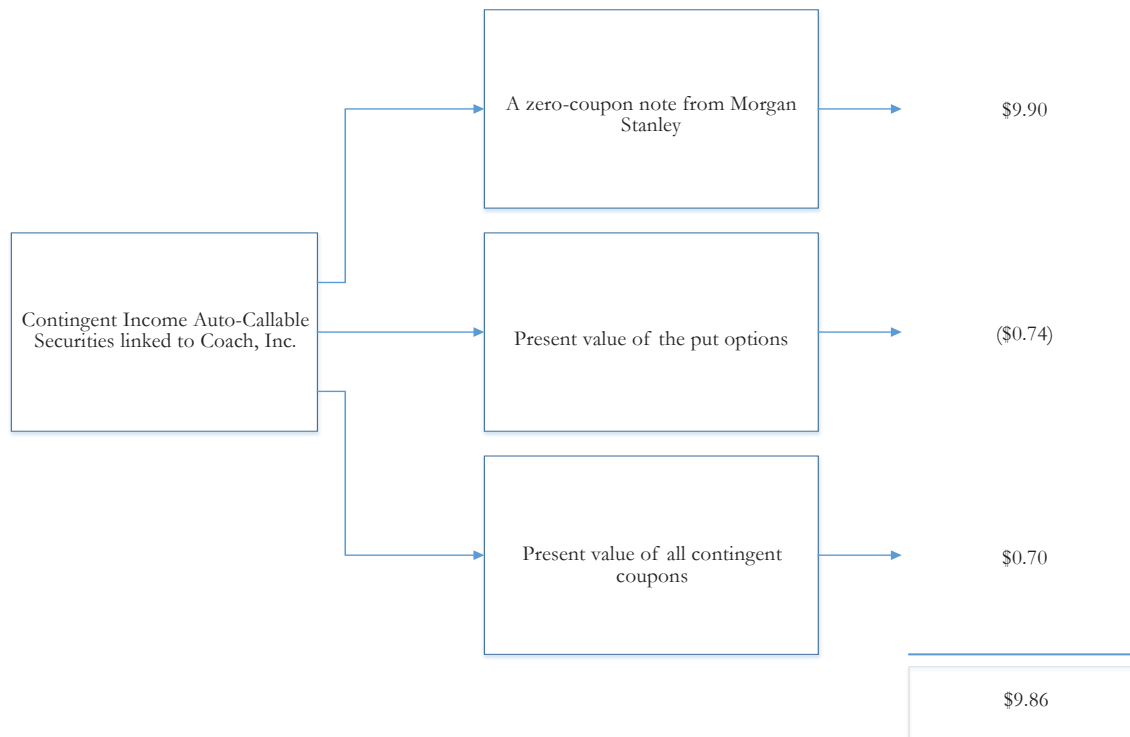 A zero-coupon note from Morgan
Stanley
$9.90
Contingent Income Auto-Callable
Securities linked to Coach, Inc.
Present value of the put options
($0.74)
Present value of all contingent
coupons
$0.70
$9.86